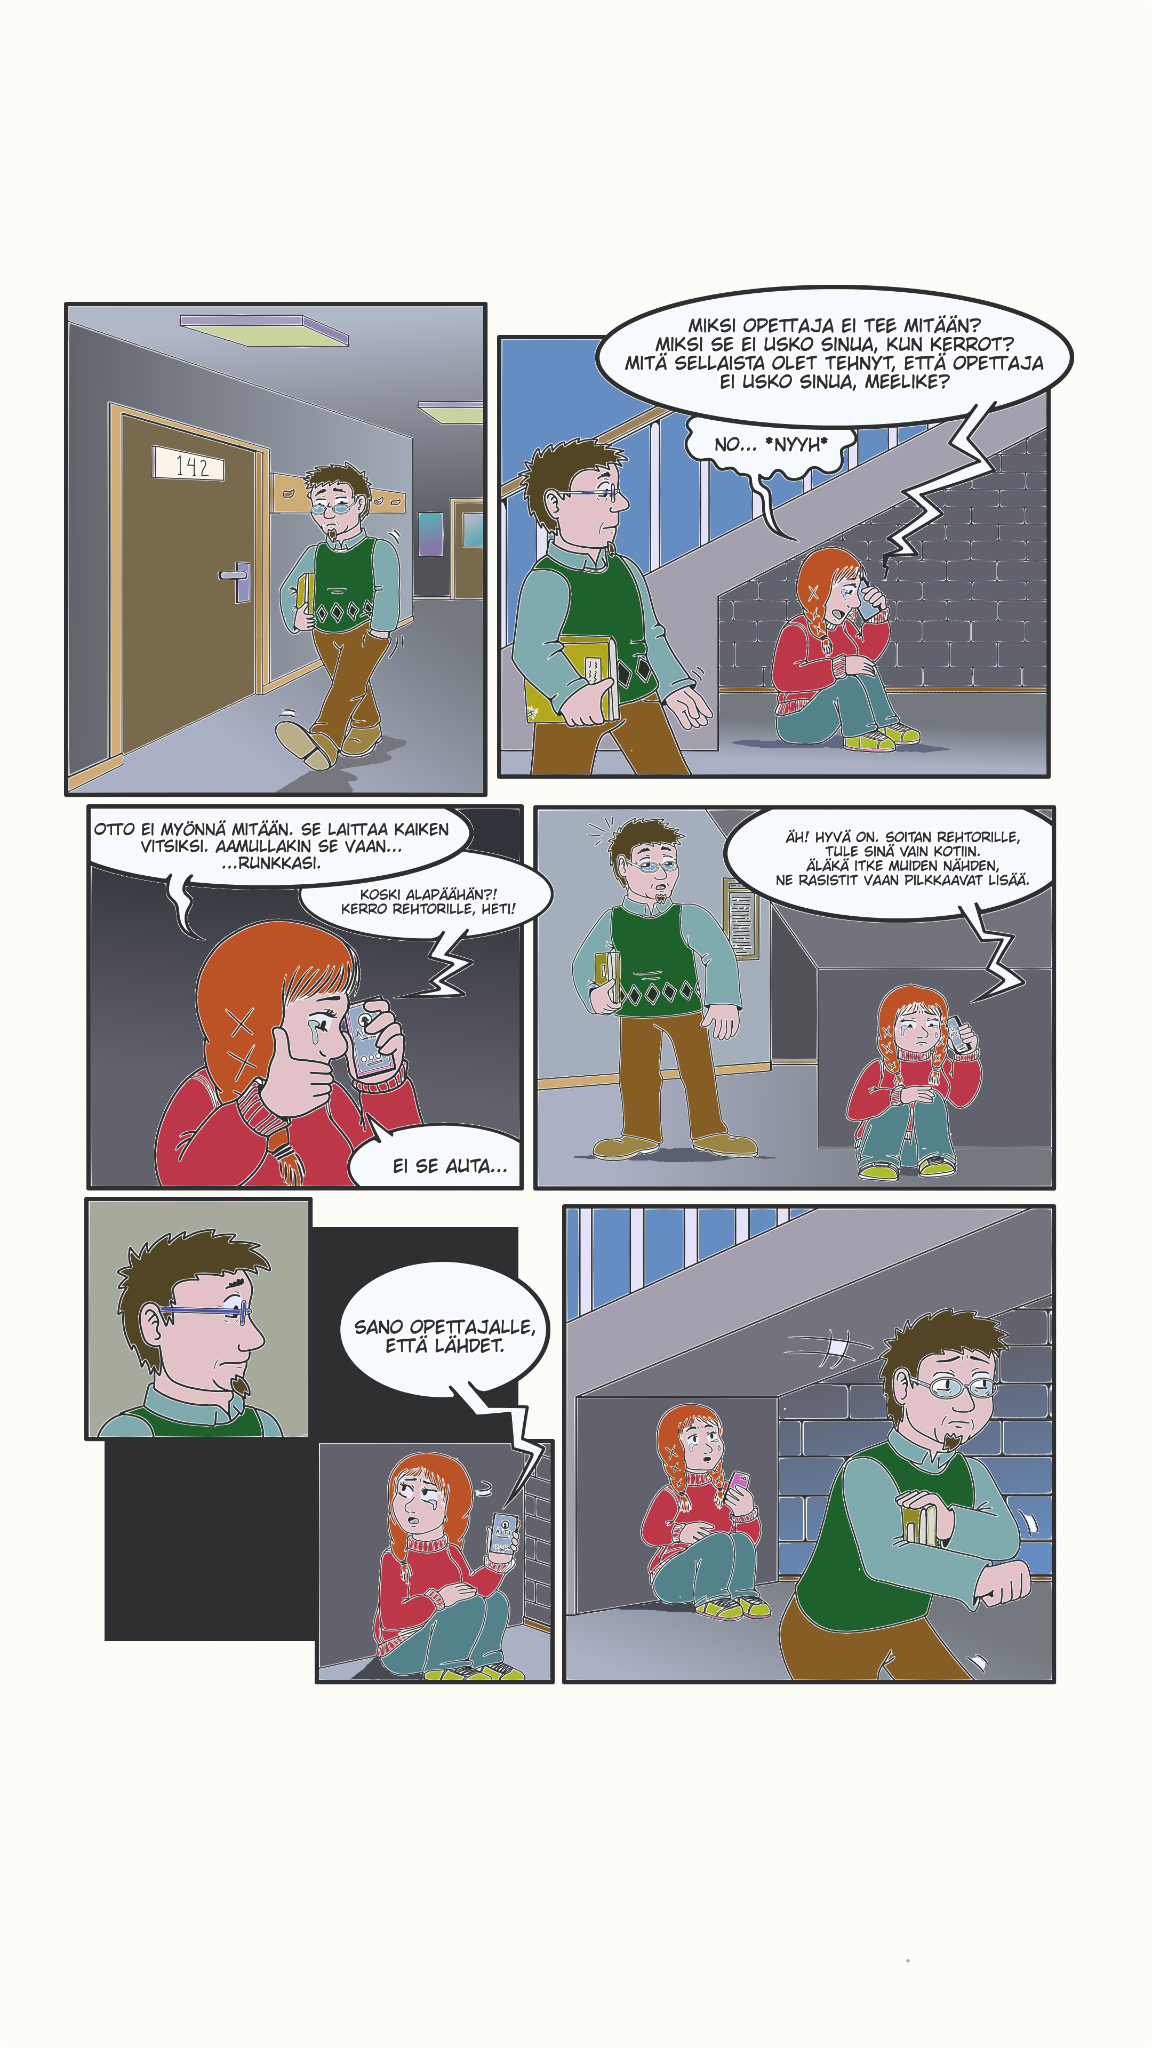 142
MIKSI OPETTAJA EI TEE MITÄÄN?
MIKSI SE EI USKO SINUA, KUN KERROT?
MITÄ SELLAISTA OLET TEHNYT, ETTÄ OPETTAJA
EI USKO SINUA, MEELIKE?
NO... *NYYH*
OTTO EI MYÖNNÄ MITÄÄN. SE LAITTAA KAIKEN
VITSIKSI. AAMULLAKIN SE VAAN...
...RUNKKASI.
KOSKI ALAPÄÄHÄN?!
KERRO REHTORILLE, HETI!
EI SE AUTA...
ÄH! HYVÄ ON. SOITAN REHTORILLE,
TULE SINÄ VAIN KOTIIN.
ÄLÄKÄ ITKE MUIDEN NÄHDEN,
NE RASISTIT VAAN PILKKAAVAT LISÄÄ.
SANO OPETTAJALLE,
ETTÄ LÄHDET.